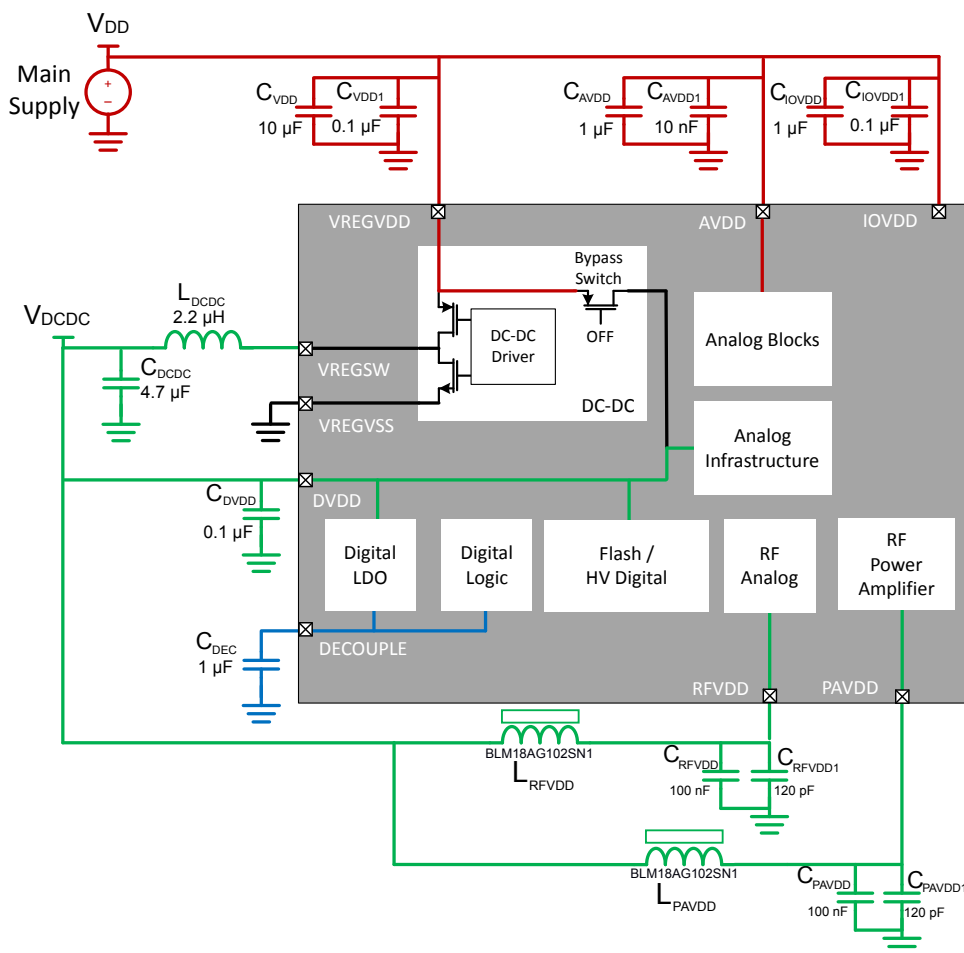 VDD
Main
Supply
+
−
CVDD
10 µF
CVDD1
0.1 µF
CAVDD
1 µF
CAVDD1
10 nF
CIOVDD
1 µF
CIOVDD1
0.1 µF
VREGVDD
AVDD
IOVDD
Bypass
Switch
OFF
DC-DC
Driver
DC-DC
Analog Blocks
VDCDC
LDCDC
2.2 µH
CDCDC
4.7 µF
VREGSW
VREGVSS
Analog
Infrastructure
CDVDD
0.1 µF
DVDD
Digital
LDO
Digital
Logic
Flash /
HV Digital
RF
Analog
RF
Power
Amplifier
CDEC
1 µF
DECOUPLE
RFVDD
PAVDD
BLM18AG102SN1
LRFVDD
CRFVDD
100 nF
CRFVDD1
120 pF
BLM18AG102SN1
LPAVDD
CPAVDD
100 nF
CPAVDD1
120 pF